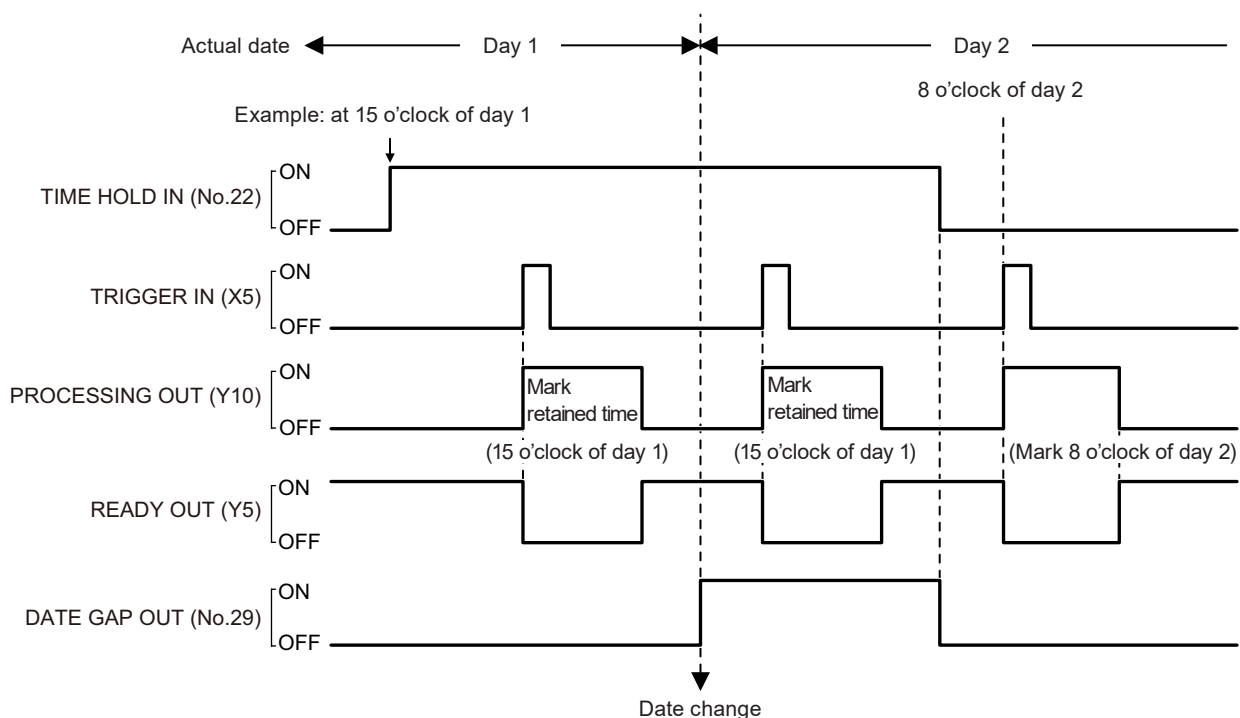 Actual date
Day 1
Day 2
8 o'clock of day 2
Example: at 15 o'clock of day 1
TIME HOLD IN (No.22)
ON
OFF
TRIGGER IN (X5)
ON
OFF
PROCESSING OUT (Y10)
ON
OFF
Mark
retained time
Mark
retained time
(15 o'clock of day 1)
(15 o'clock of day 1)
(Mark 8 o'clock of day 2)
READY OUT (Y5)
ON
OFF
DATE GAP OUT (No.29)
ON
OFF
Date change